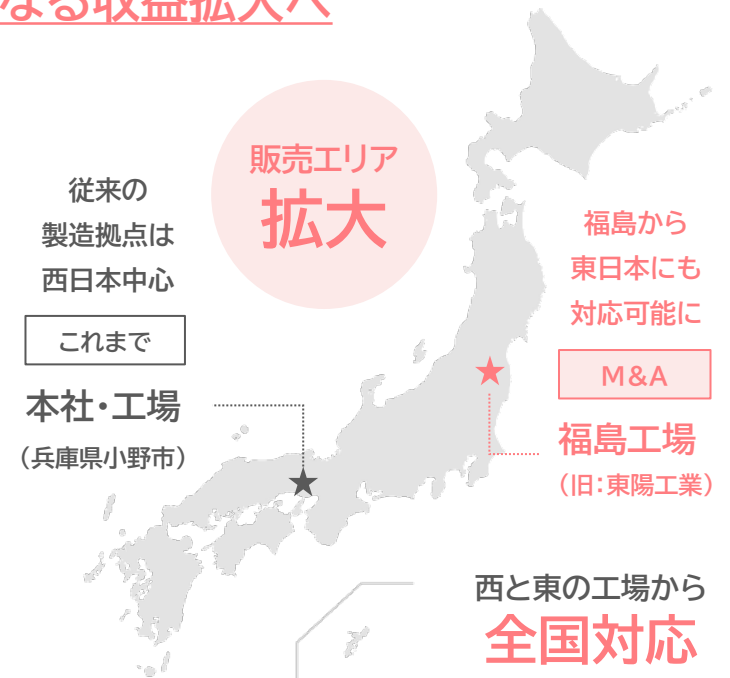 なる収益拡大へ
販売エリア
拡大
従来の
製造拠点は
西日本中心
これまで
本社・工場
(兵庫県小野市)
福島から
東日本にも
対応可能に
M&A
福島工場
(旧:東陽工業)
西と東の工場から
全国対応